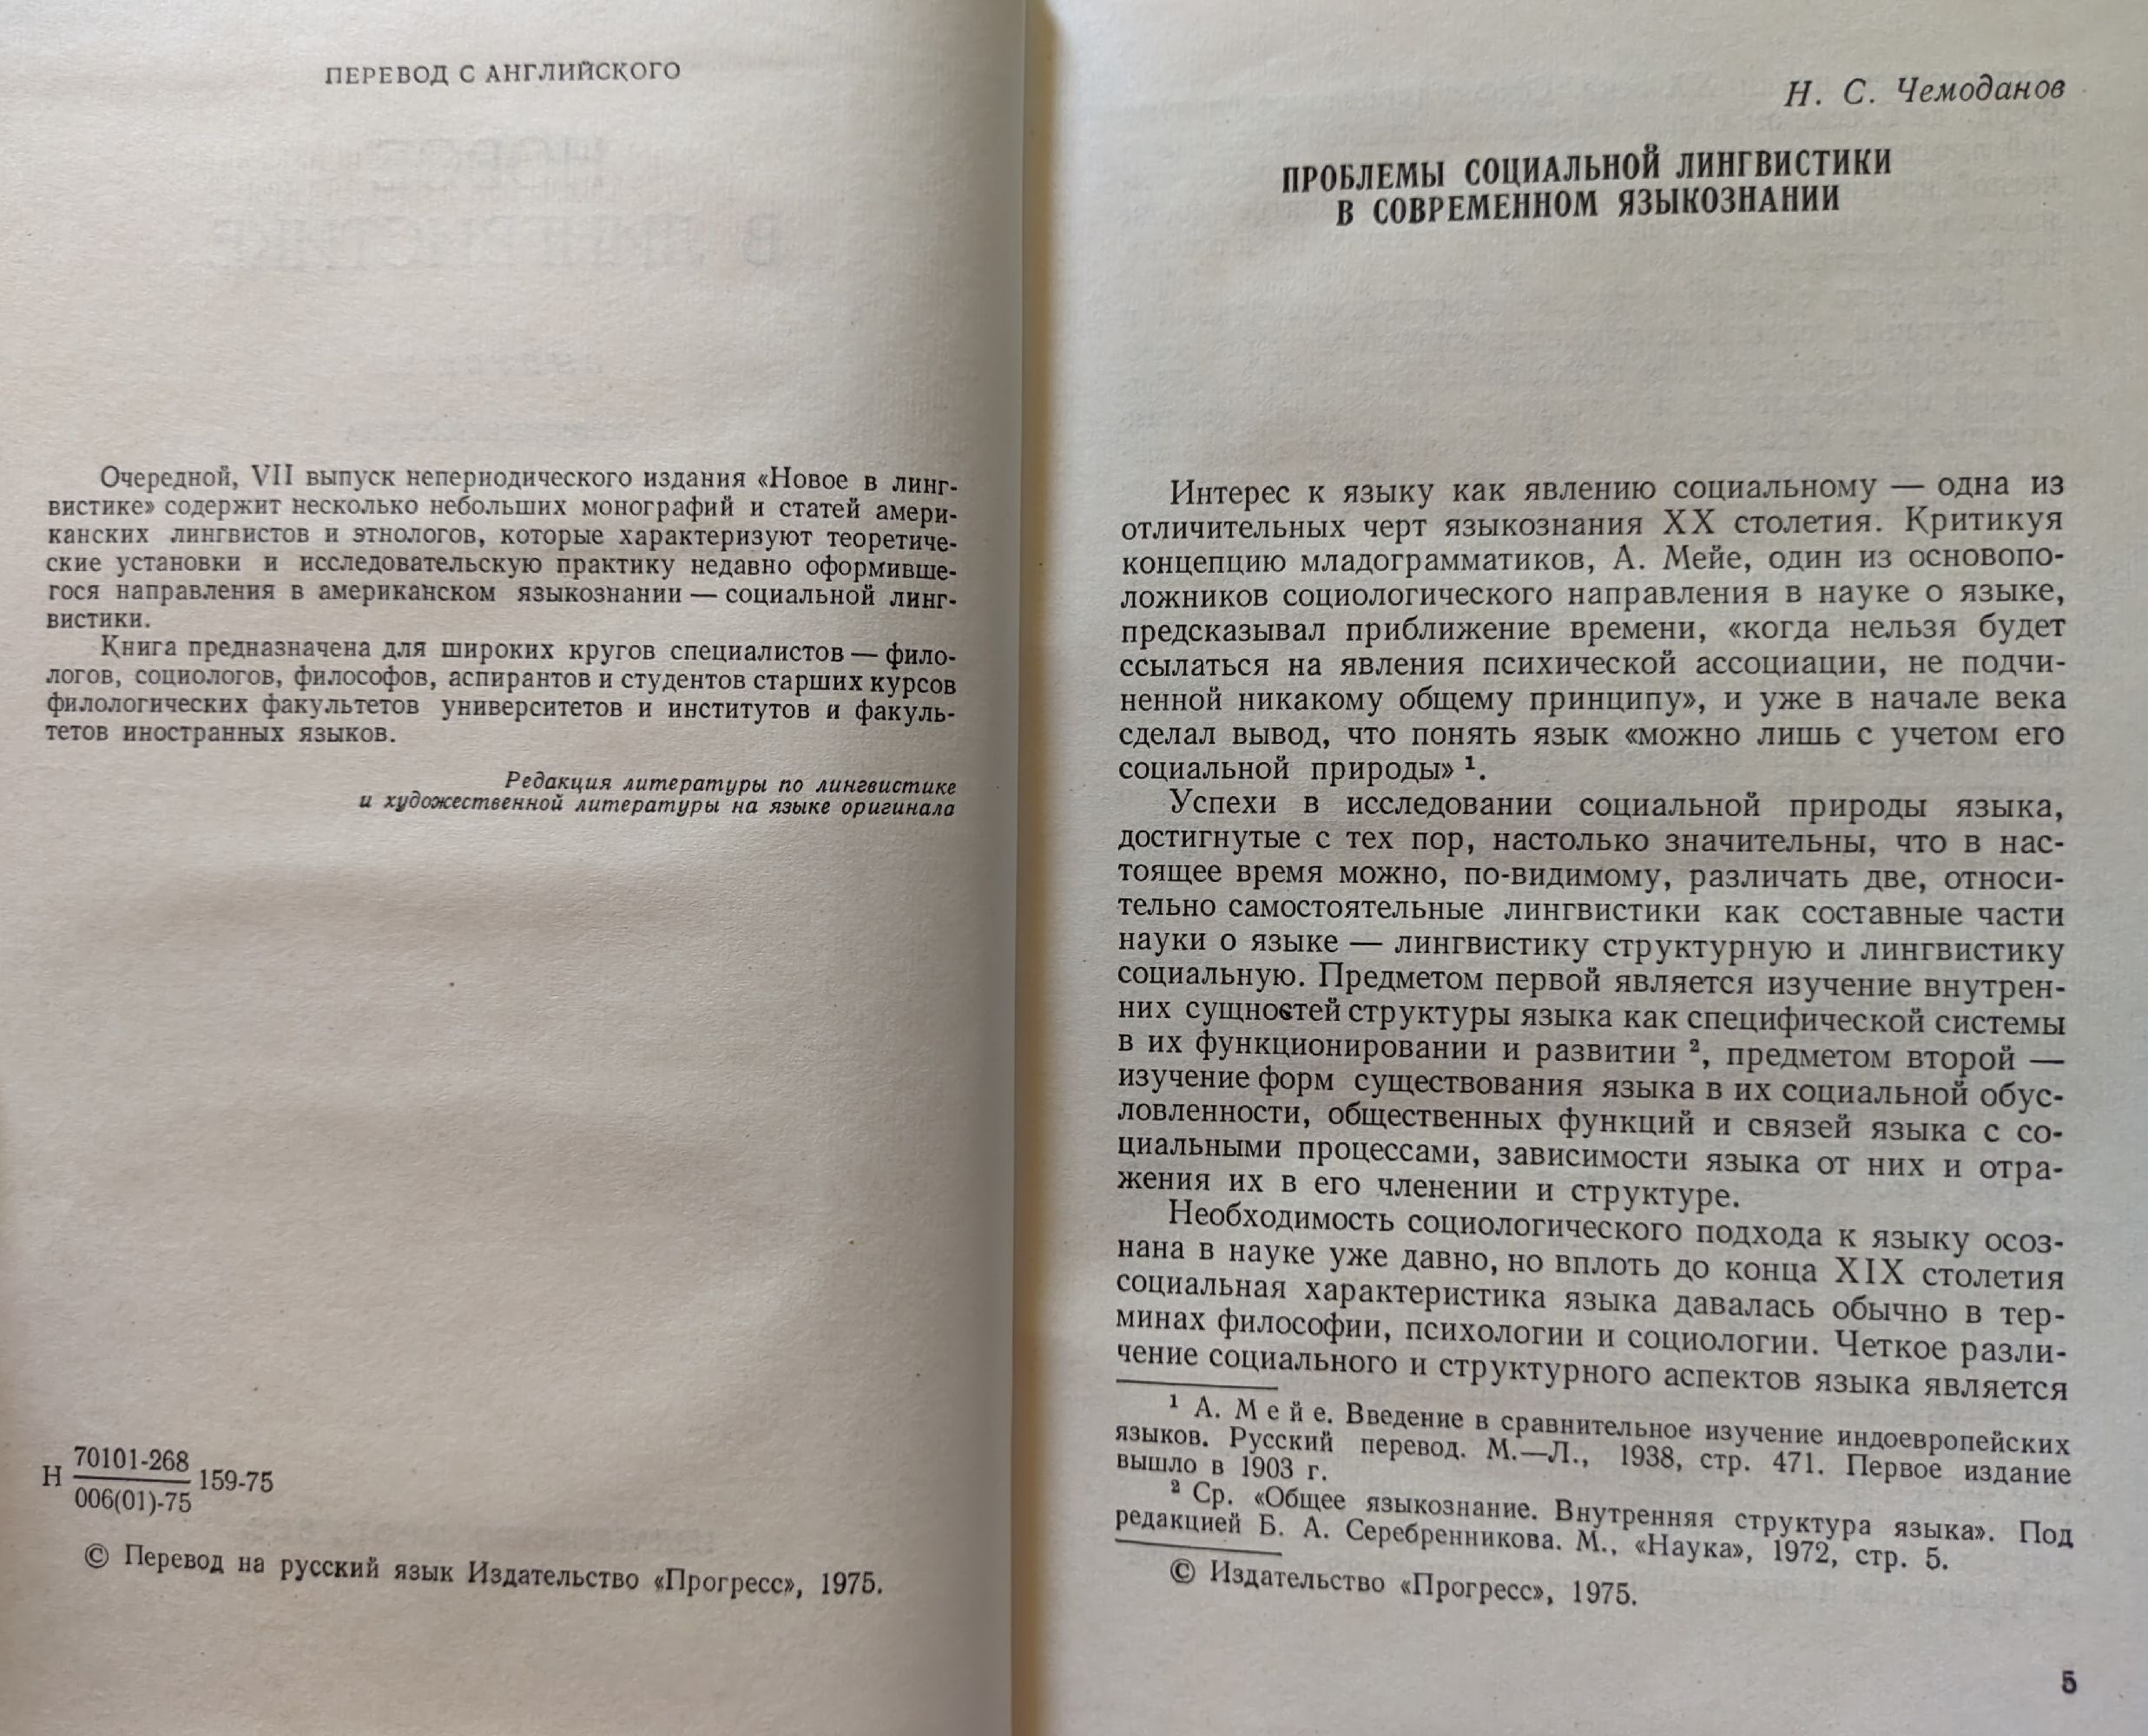 ПЕРЕВОД С АНГЛИЙСКОГО
Очередной, VII выпуск непериодического издания «Новое в линг-
вистике» содержит несколько небольших монографий и статей амери-
канских лингвистов и этнологов, которые характеризуют теоретиче-
ские установки и исследовательскую практику недавно оформивше-
гося направления в американском языкознании — социальной линг-
вистики.
Книга предназначена для широких кругов специалистов — фило-
логов, социологов, философов, аспирантов и студентов старших курсов
филологических факультетов университетов и институтов и факуль-
тетов иностранных языков.
Редакция литературы по лингвистике
и художественной литературы на языке оригинала
70101-268
Н 159-75
006(01)-75
© Перевод на русский язык Издательство «Прогресс», 1975.
Н. С. Чемоданов
ПРОБЛЕМЫ СОЦИАЛЬНОЙ ЛИНГВИСТИКИ
В СОВРЕМЕННОМ ЯЗЫКОЗНАНИИ
Интерес к языку как явлению социальному — одна из
отличительных черт языкознания XX столетия. Критикуя
концепцию младограмматиков, А. Мейе, один из основопо-
ложников социологического направления в науке о языке,
предсказывал приближение времени, «когда нельзя будет
ссылаться на явления психической ассоциации, не подчи-
ненной никакому общему принципу», и уже в начале века
сделал вывод, что понять язык «можно лишь с учетом его
социальной природы» ¹.
Успехи в исследовании социальной природы языка,
достигнутые с тех пор, настолько значительны, что в нас-
тоящее время можно, по-видимому, различать две, относи-
тельно самостоятельные лингвистики как составные части
науки о языке — лингвистику структурную и лингвистику
социальную. Предметом первой является изучение внутрен-
них сущностей структуры языка как специфической системы
в их функционировании и развитии ², предметом второй —
изучение форм существования языка в их социальной обус-
ловленности, общественных функций и связей языка с со-
циальными процессами, зависимости языка от них и отра-
жения их в его членении и структуре.
Необходимость социологического подхода к языку осоз-
нана в науке уже давно, но вплоть до конца XIX столетия
социальная характеристика языка давалась обычно в тер-
минах философии, психологии и социологии. Четкое разли-
чение социального и структурного аспектов языка является
¹ А. Мейе. Введение в сравнительное изучение индоевропейских
языков. Русский перевод. М.—Л., 1938, стр. 471. Первое издание
вышло в 1903 г.
² Ср. «Общее языкознание. Внутренняя структура языка». Под
редакцией Б. А. Серебренникова. М., «Наука», 1972, стр. 5.
© Издательство «Прогресс», 1975.
5